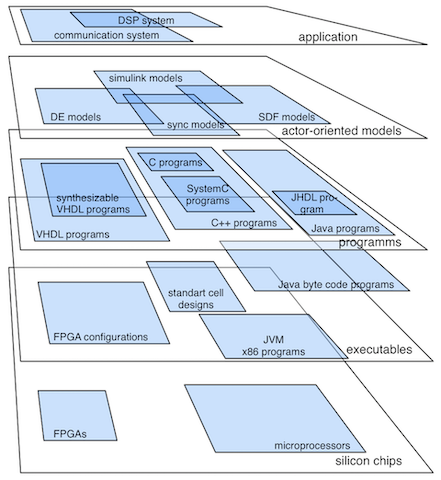 DSP system
communication system
application
simulink models
DE models
SDF models
sync models
actor-oriented models
C programs
synthesizable
VHDL programs
SystemC
programs
JHDL pro-
gram
C++ programs
Java programs
VHDL programs
programms
Java byte code programs
standart cell
designs
FPGA configurations
JVM
x86 programs
executables
FPGAs
microprocessors
silicon chips